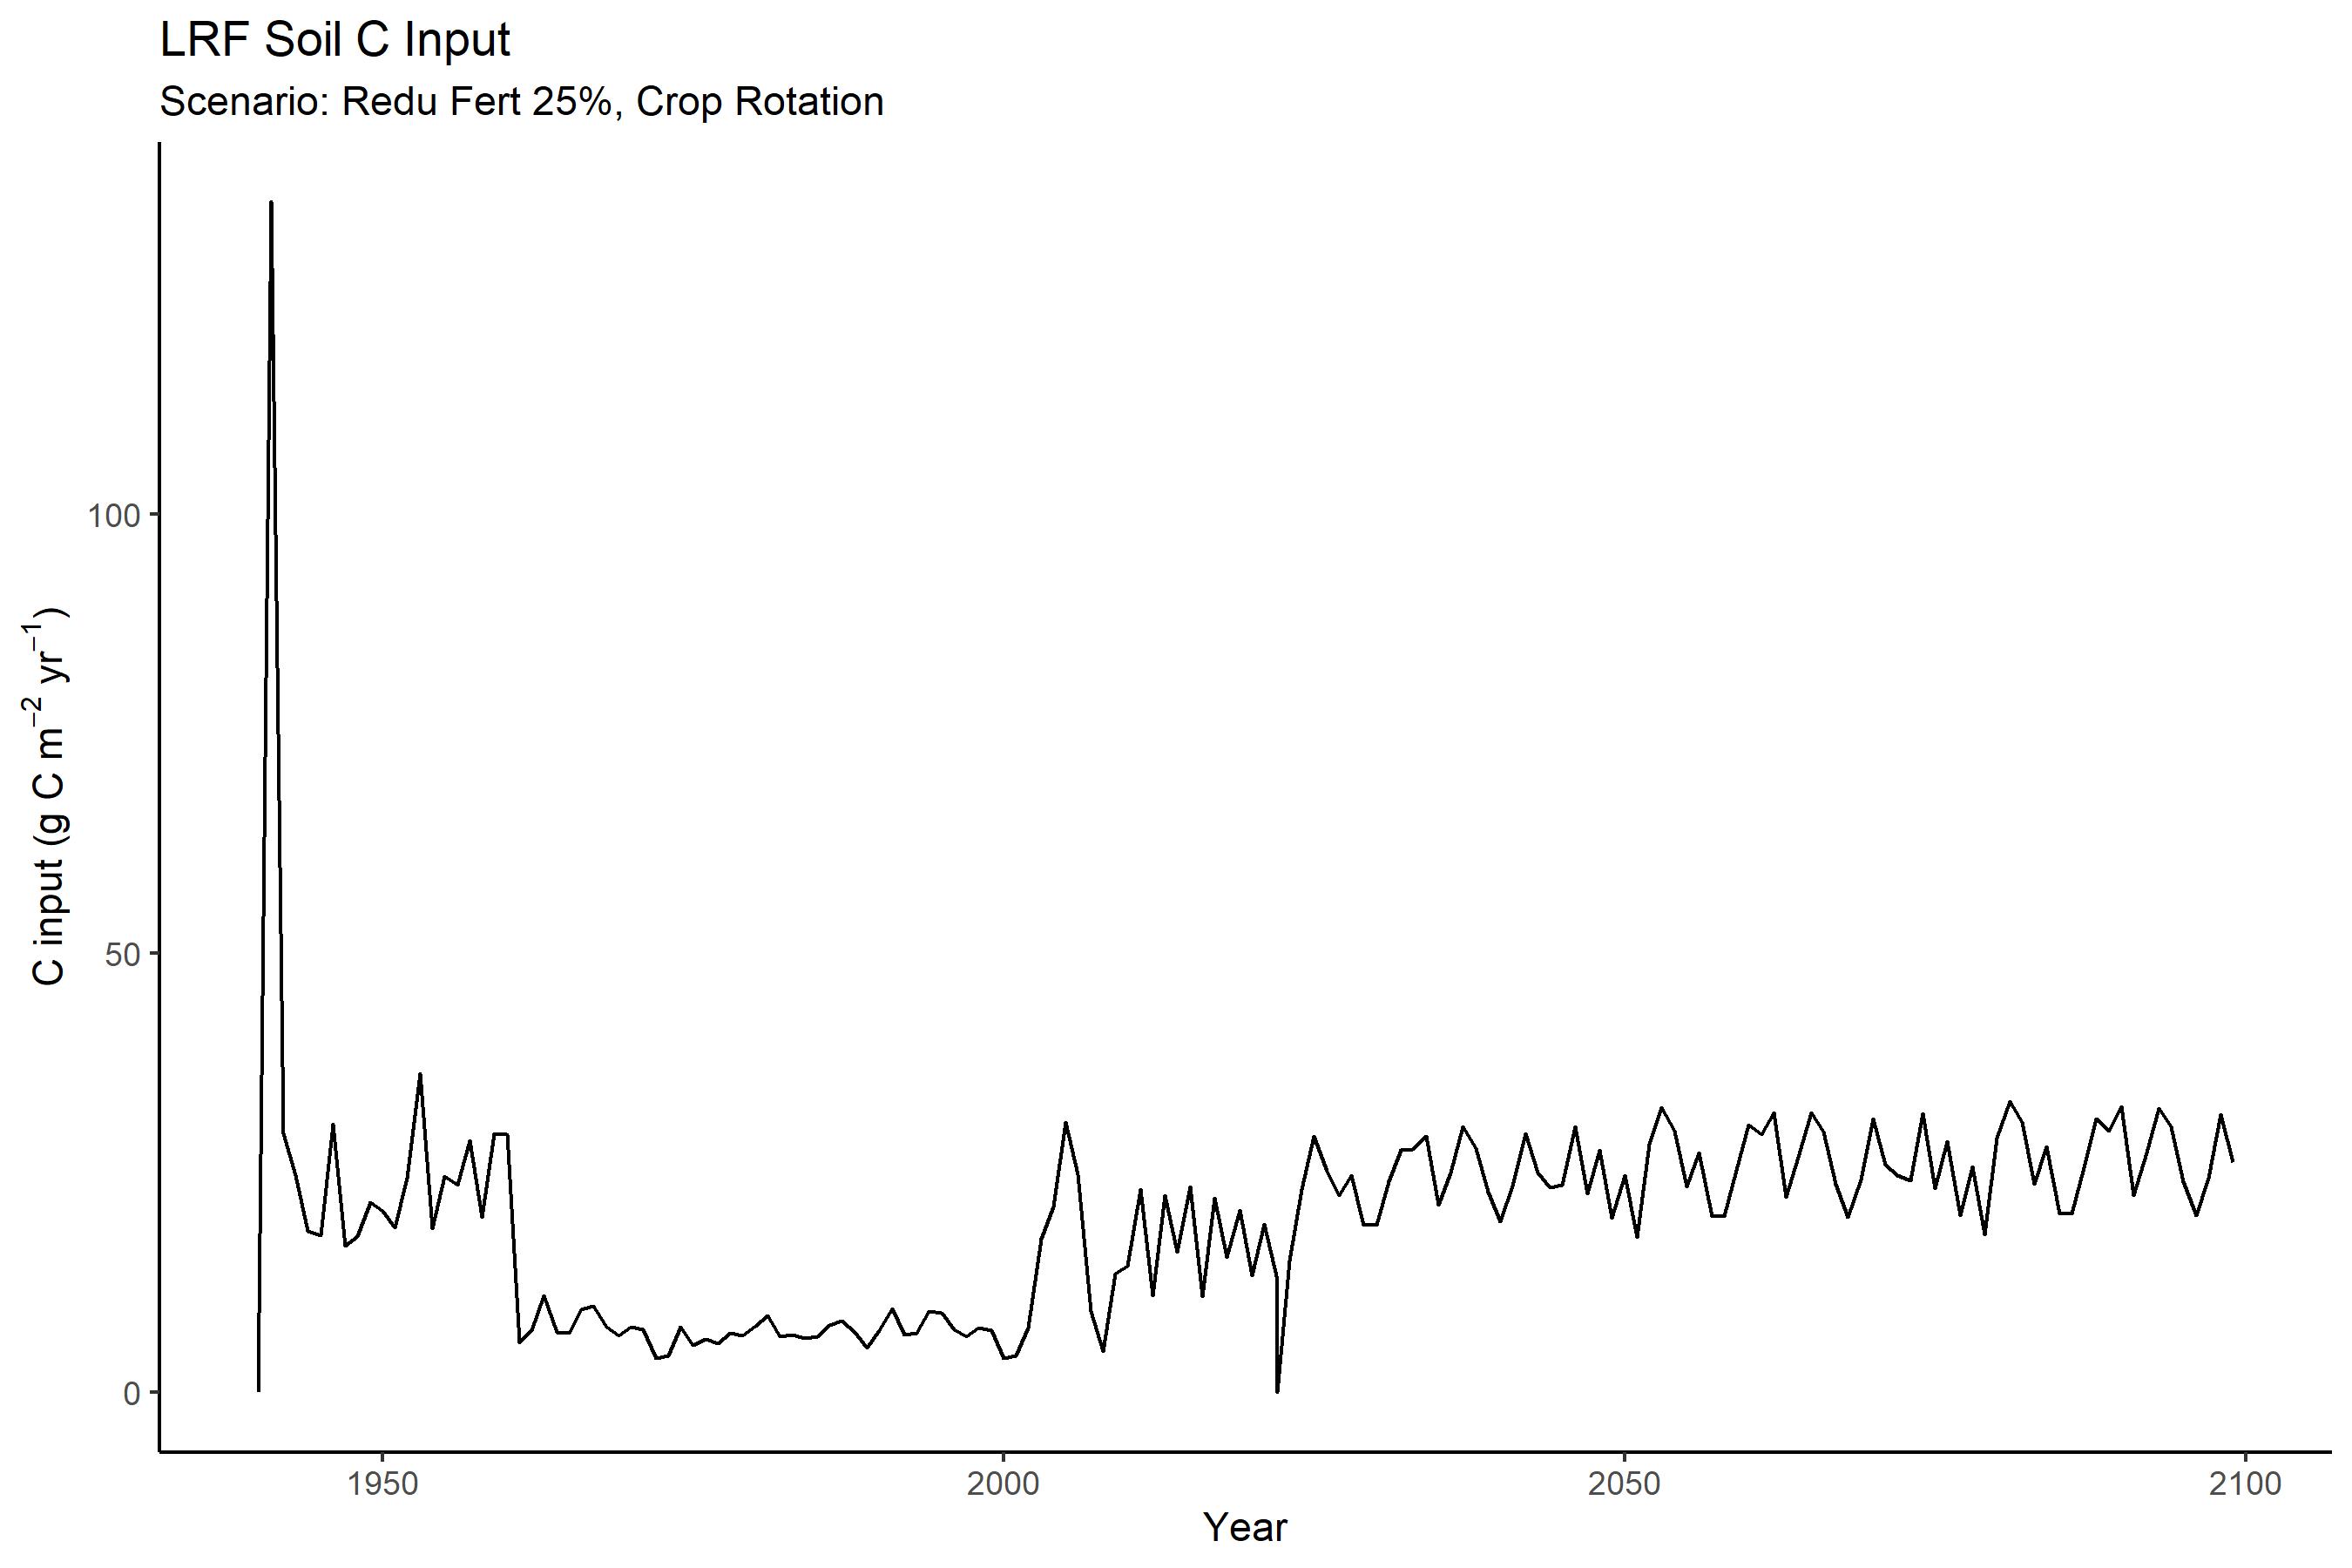 LRF Soil C Input
Scenario: Redu Fert 25%, Crop Rotation
C input (g C m⁻² yr⁻¹)
100
50
0
1950
2000
2050
2100
Year